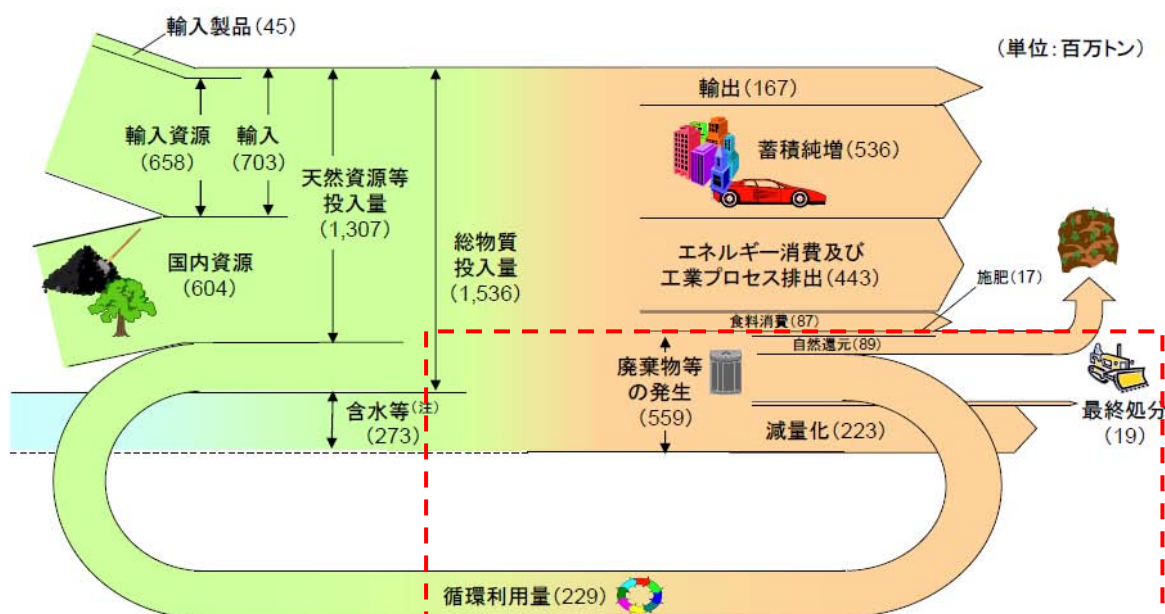 輸入製品(45)
(単位:百万トン)
輸入資源
(658)
輸入
(703)
天然資源等
投入量
(1,307)
国内資源
(604)
総物質
投入量
(1,536)
含水等(注)
(273)
輸出(167)
蓄積純増(536)
エネルギー消費及び
工業プロセス排出(443)
食料消費(87)
施肥(17)
自然還元(89)
廃棄物等
の発生
(559)
減量化(223)
最終処分
(19)
循環利用量(229)